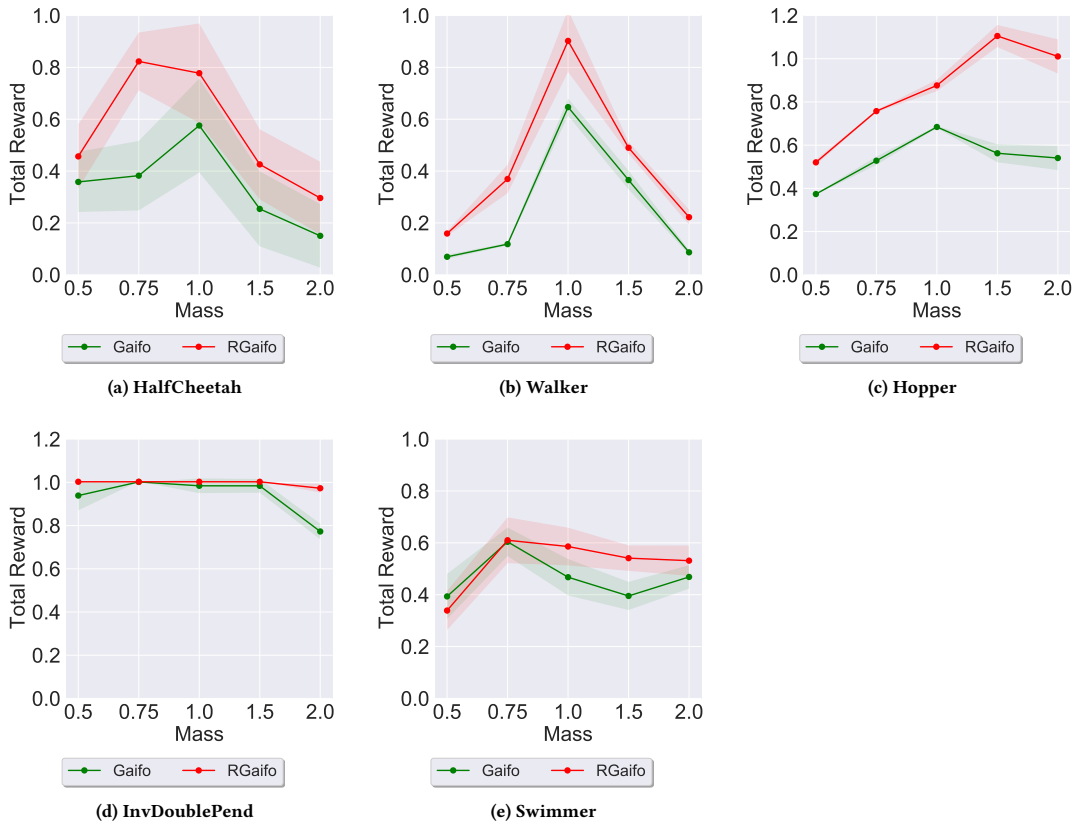 1.0
0.8
0.6
0.4
0.2
0.0
Total Reward
0.5 0.75 1.0 1.5 2.0
Mass
Gaifo RGaifo
(a) HalfCheetah
1.0
0.8
0.6
0.4
0.2
0.0
Total Reward
0.5 0.75 1.0 1.5 2.0
Mass
Gaifo RGaifo
(b) Walker
1.2
1.0
0.8
0.6
0.4
0.2
0.0
Total Reward
0.5 0.75 1.0 1.5 2.0
Mass
Gaifo RGaifo
(c) Hopper
1.2
1.0
0.8
0.6
0.4
0.2
0.0
Total Reward
0.5 0.75 1.0 1.5 2.0
Mass
Gaifo RGaifo
(d) InvDoublePend
1.0
0.8
0.6
0.4
0.2
0.0
Total Reward
0.5 0.75 1.0 1.5 2.0
Mass
Gaifo RGaifo
(e) Swimmer